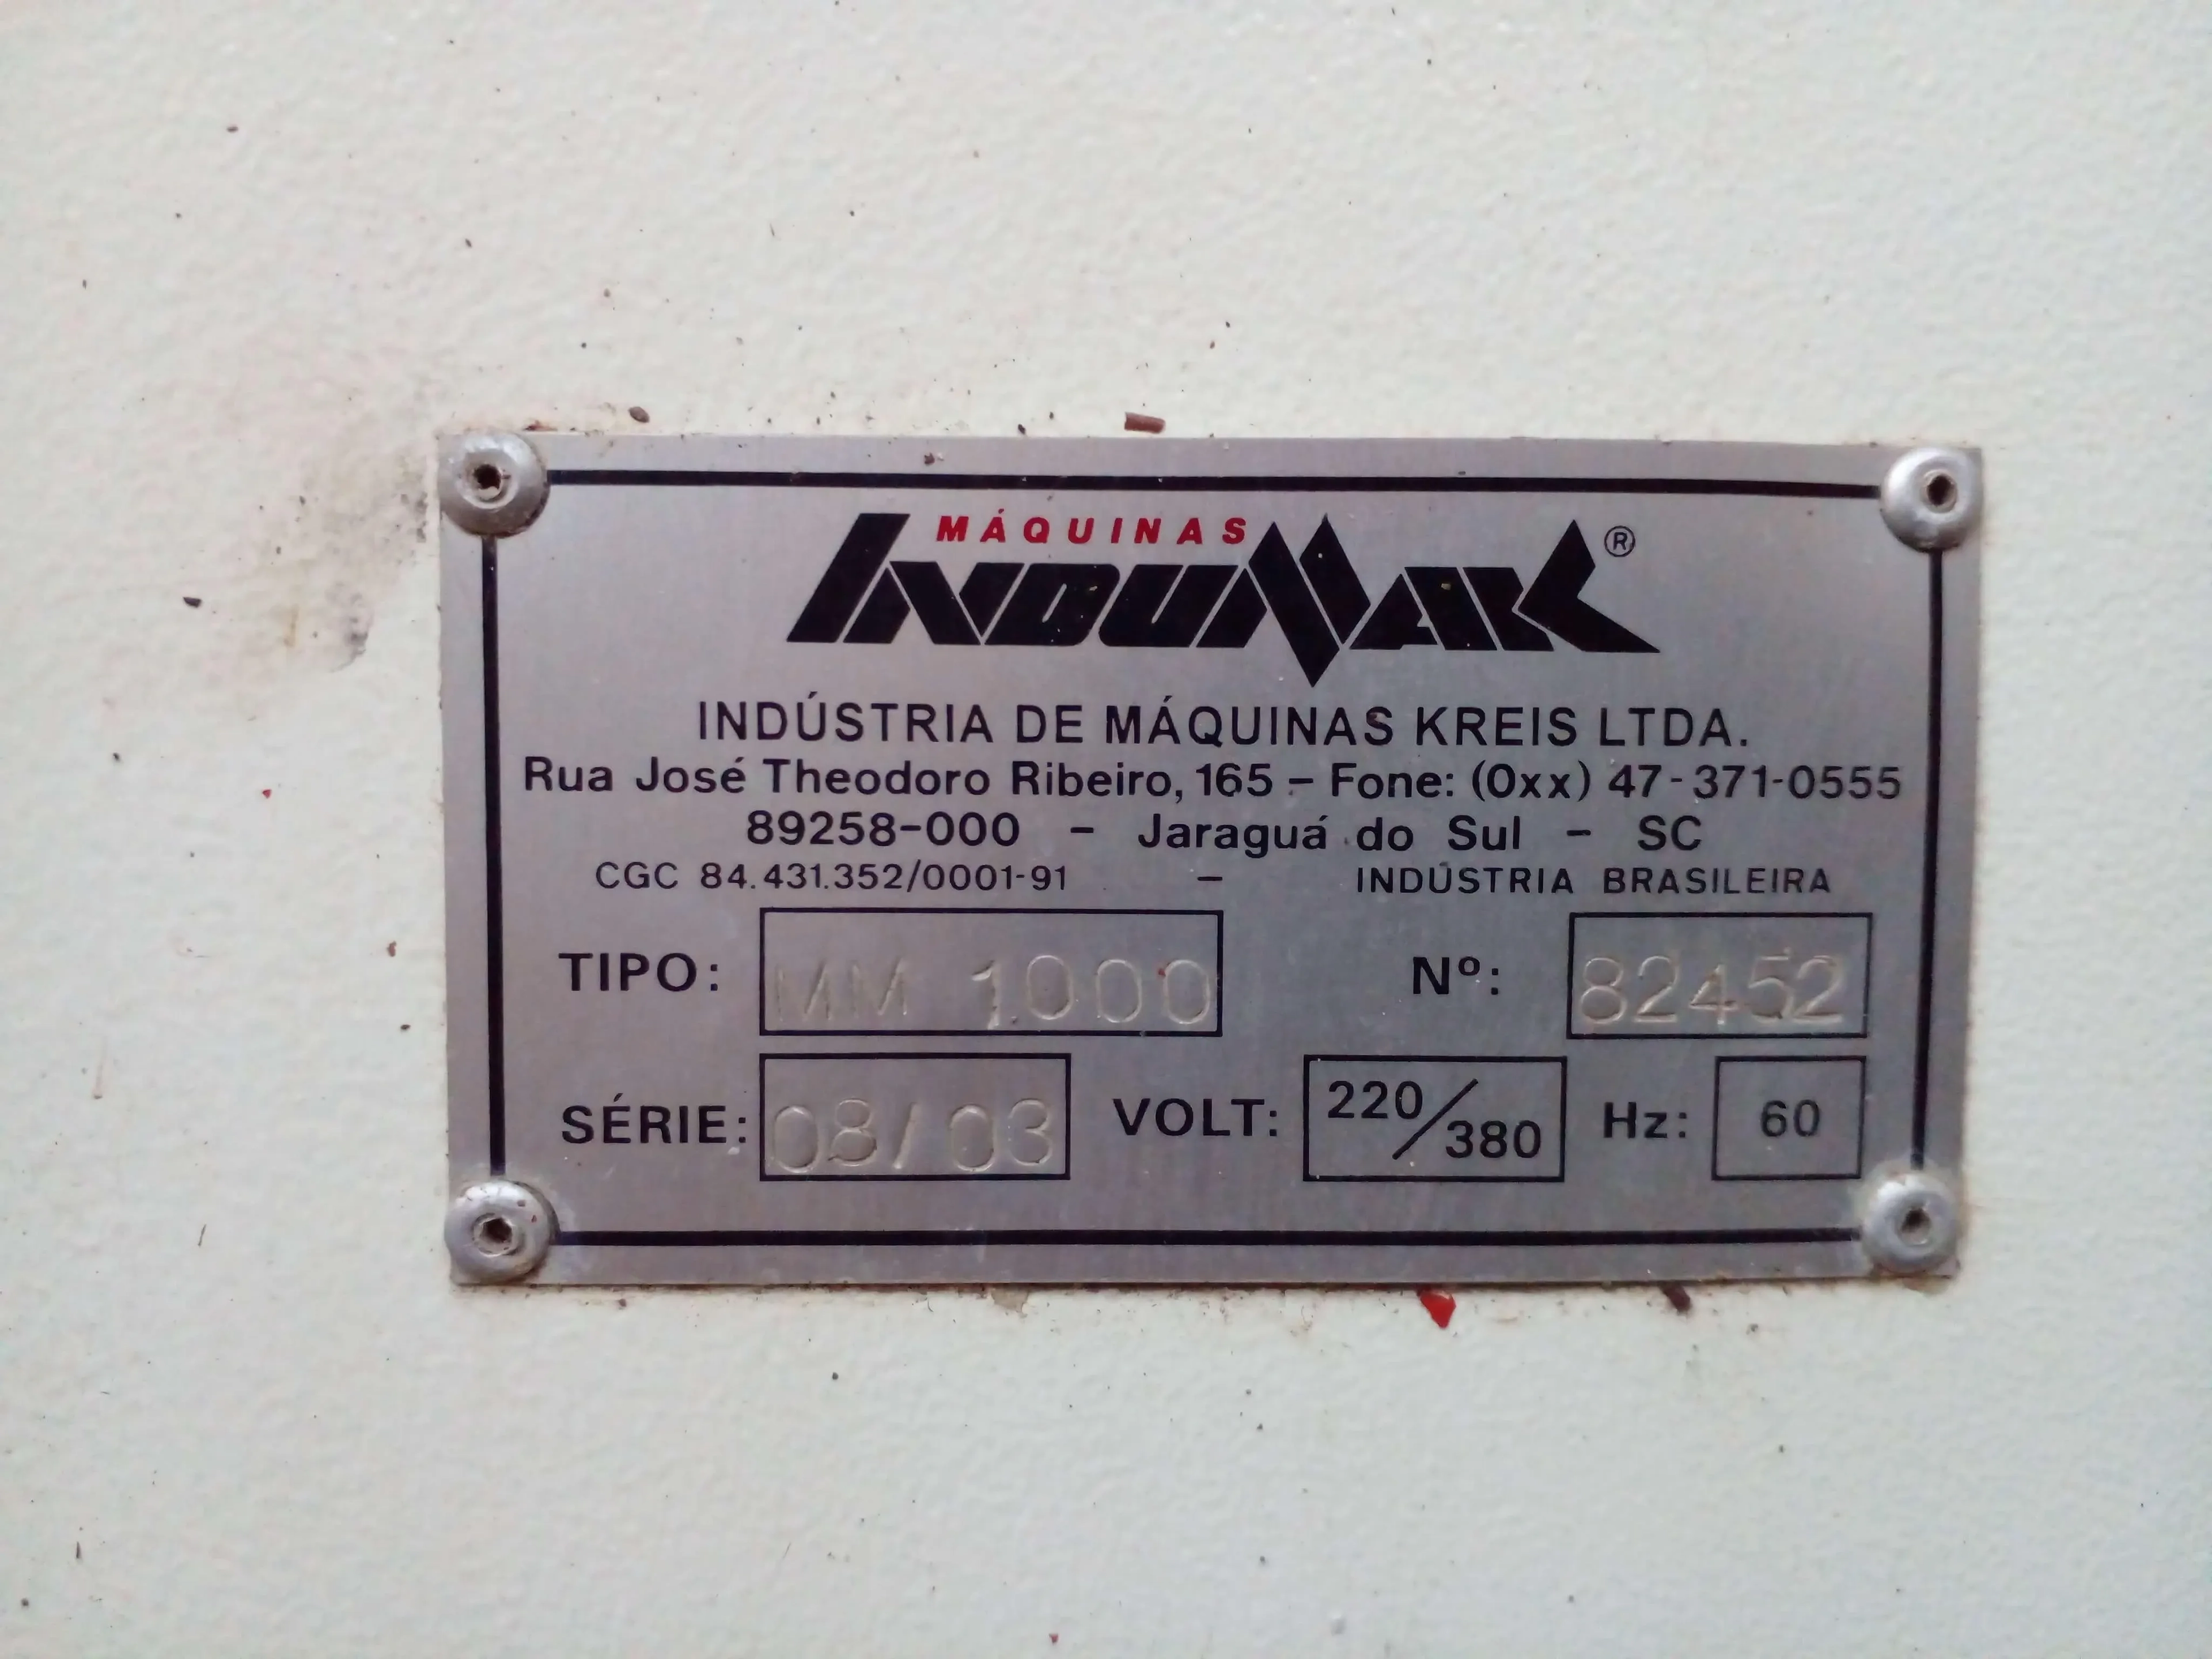 MÁQUINAS
INDUMAK ®
INDÚSTRIA DE MÁQUINAS KREIS LTDA.
Rua José Theodoro Ribeiro, 165 – Fone: (0xx) 47-371-0555
89258-000 – Jaraguá do Sul – SC
CGC 84.431.352/0001-91 – INDÚSTRIA BRASILEIRA
TIPO: MM 1.000 Nº: 82452
SÉRIE: 08/03 VOLT: 220/380 Hz: 60